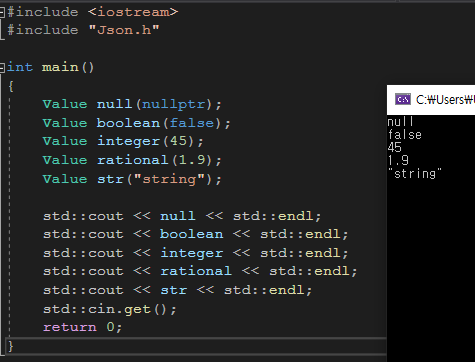 #include <iostream>
#include "Json.h"
int main()
{
Value null(nullptr);
Value boolean(false);
Value integer(45);
Value rational(1.9);
Value str("string");
std::cout << null << std::endl;
std::cout << boolean << std::endl;
std::cout << integer << std::endl;
std::cout << rational << std::endl;
std::cout << str << std::endl;
std::cin.get();
return 0;
}
C:\ C:₩Users₩
null
false
45
1.9
"string"